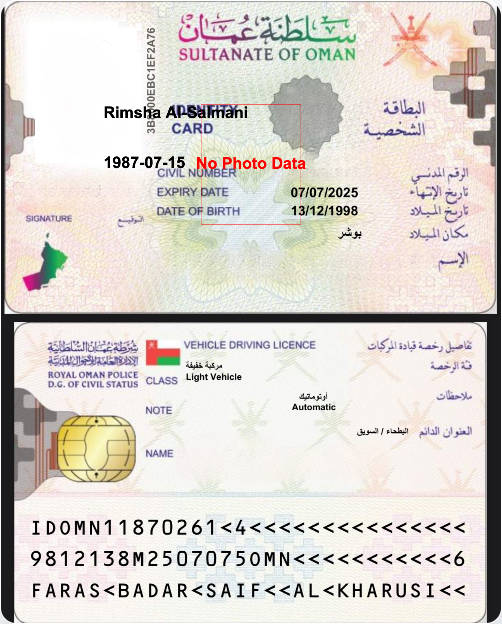 سلطنة عمان
SULTANATE OF OMAN
3B 000EBC1EF2A76
Rimsha Al-Salmani
IDENTITY CARD
البطاقة الشخصية
1987-07-15 No Photo Data
CIVIL NUMBER الرقم المدني
EXPIRY DATE 07/07/2025 تاريخ الإنتهاء
DATE OF BIRTH 13/12/1998 تاريخ الميلاد
بوشر مكان الميلاد
SIGNATURE التوقيع
الإسم
شرطة عمان السلطانية
الإدارة العامة للأحوال المدنية
ROYAL OMAN POLICE
D.G. OF CIVIL STATUS
VEHICLE DRIVING LICENCE تفاصيل رخصة قيادة المركبات
مركبة خفيفة فئة الرخصة
CLASS Light Vehicle
أوتوماتيك ملاحظات
NOTE Automatic
البطحاء / السويق العنوان الدائم
NAME
IDOMN11870261<4<<<<<<<<<<<<<<<
9812138M2507075OMN<<<<<<<<<<<6
FARAS<BADAR<SAIF<<AL<KHARUSI<<